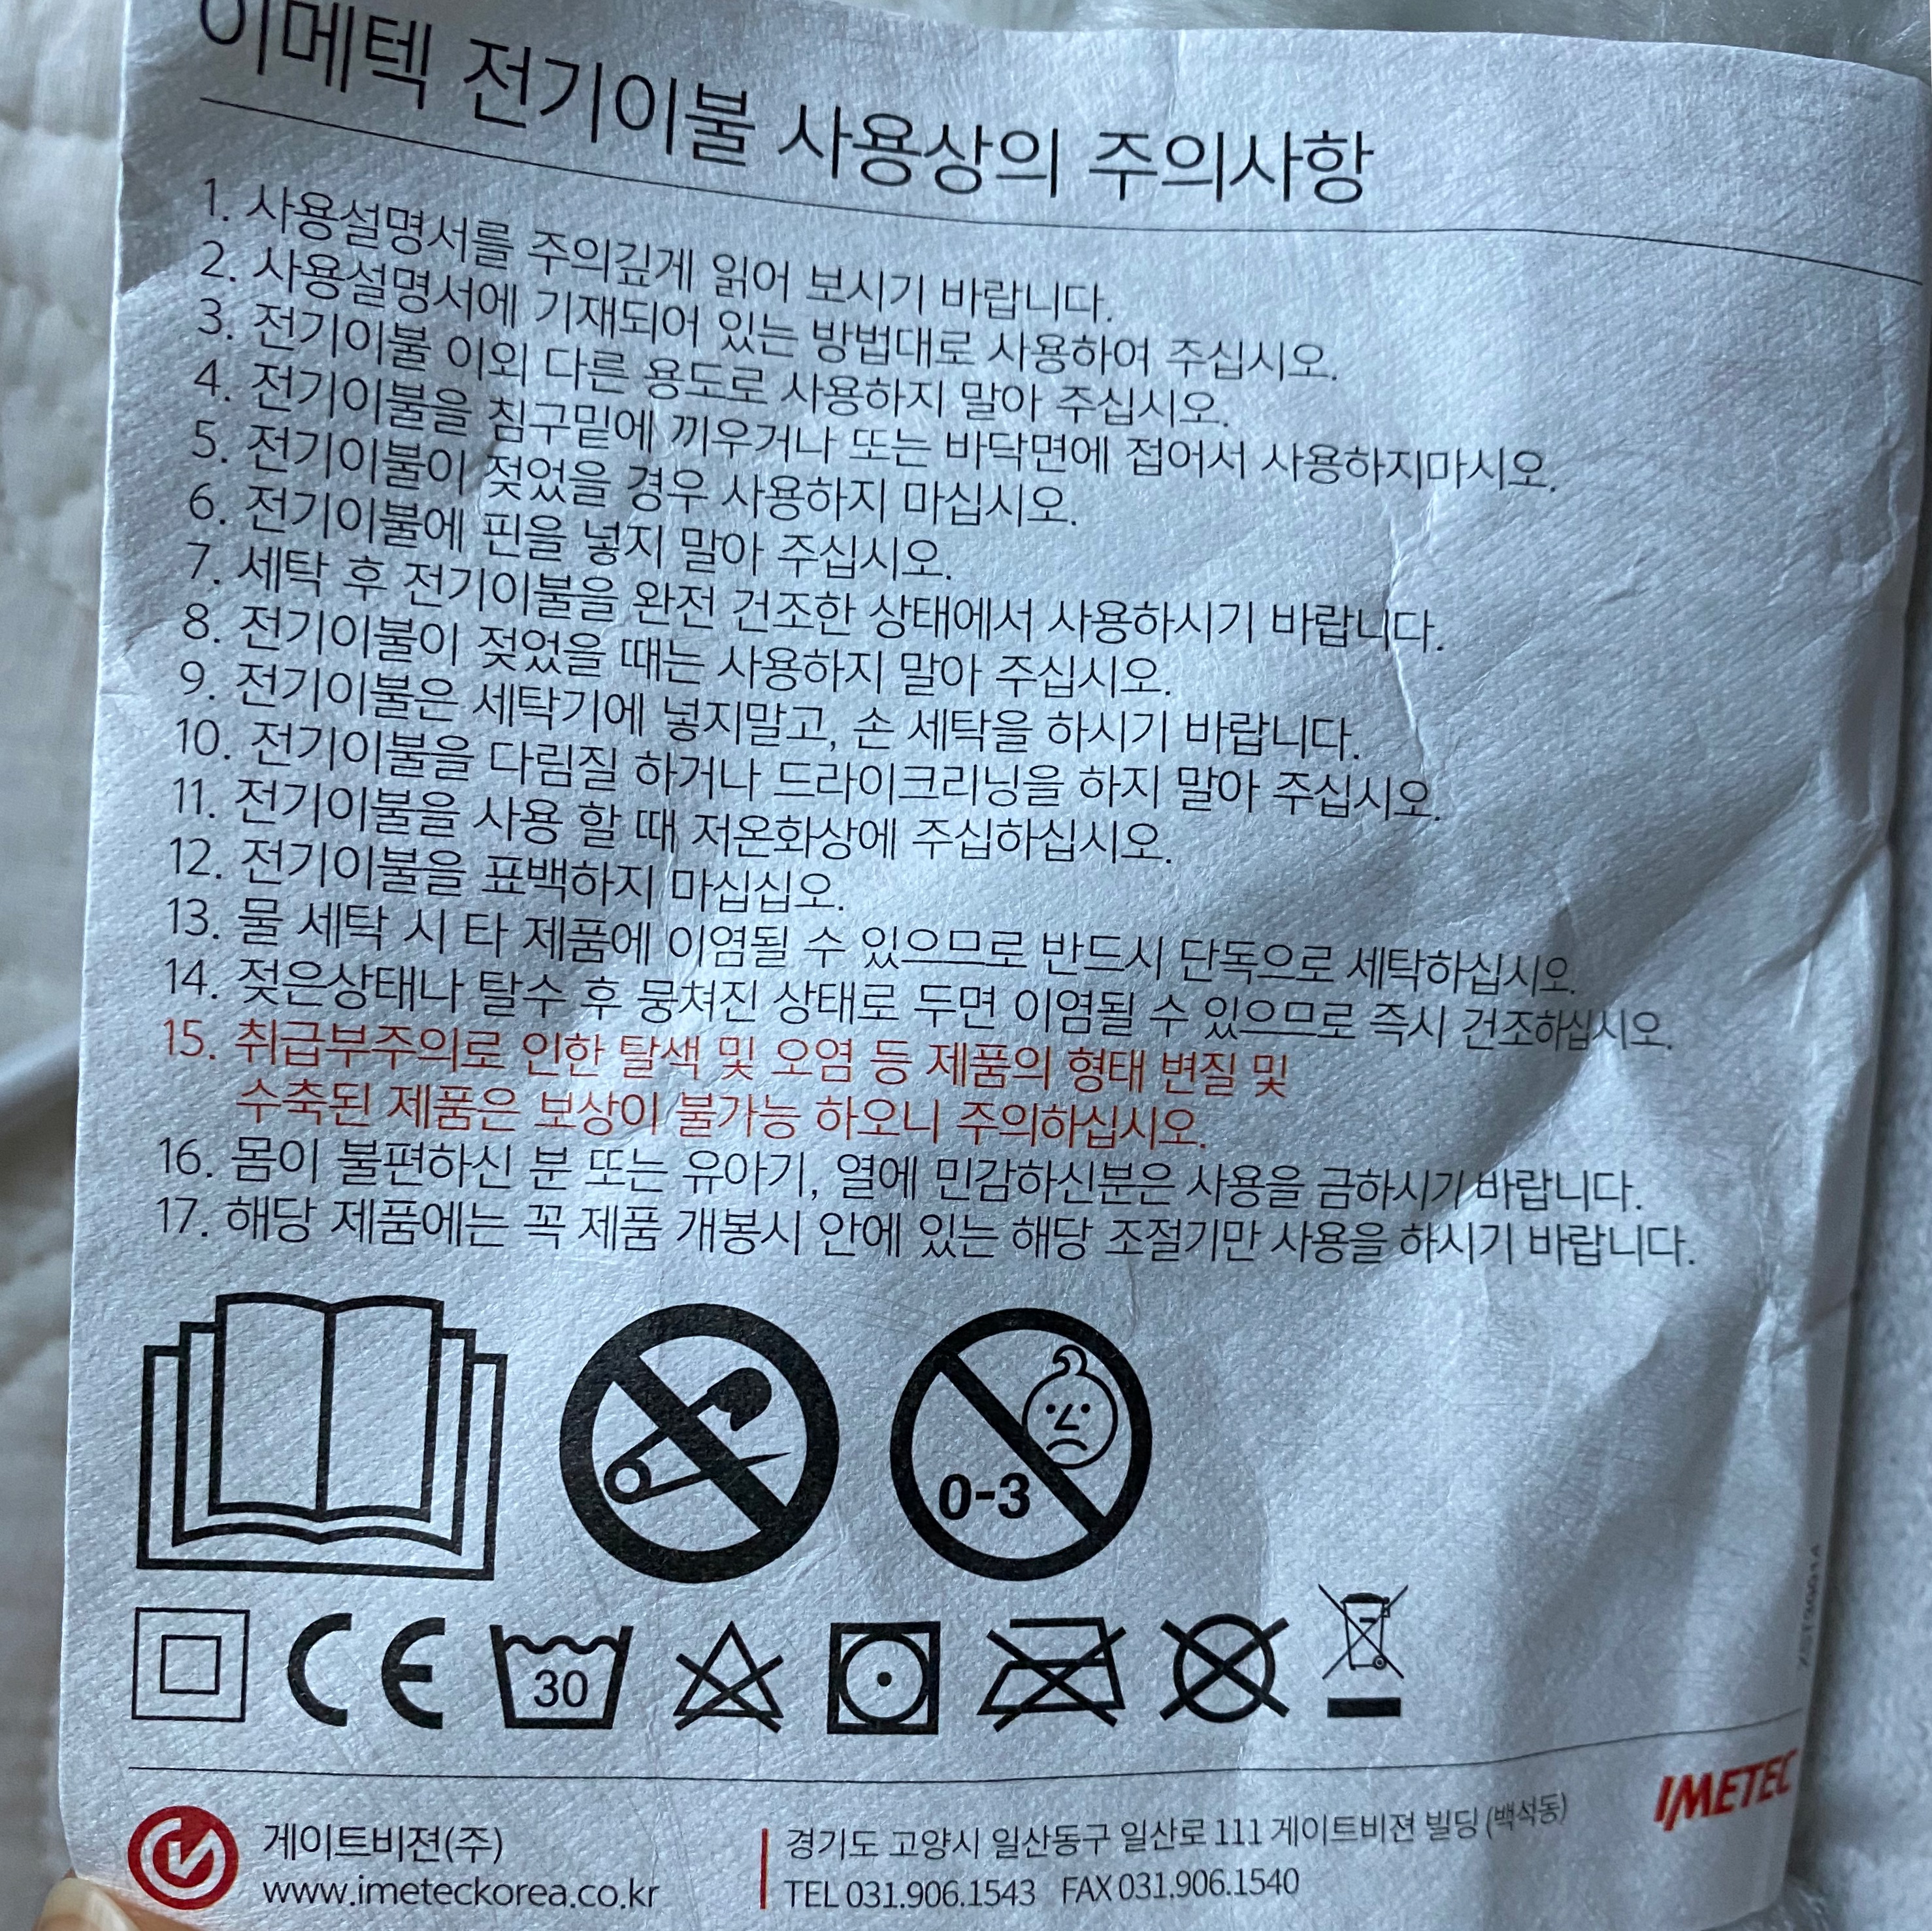 이메텍 전기이불 사용상의 주의사항
1. 사용설명서를 주의깊게 읽어 보시기 바랍니다.
2. 사용설명서에 기재되어 있는 방법대로 사용하여 주십시오.
3. 전기이불 이외 다른 용도로 사용하지 말아 주십시오.
4. 전기이불을 침구밑에 끼우거나 또는 바닥면에 접어서 사용하지마시오.
5. 전기이불이 젖었을 경우 사용하지 마십시오.
6. 전기이불에 핀을 넣지 말아 주십시오.
7. 세탁 후 전기이불을 완전 건조한 상태에서 사용하시기 바랍니다.
8. 전기이불이 젖었을 때는 사용하지 말아 주십시오.
9. 전기이불은 세탁기에 넣지말고, 손 세탁을 하시기 바랍니다.
10. 전기이불을 다림질 하거나 드라이크리닝을 하지 말아 주십시오.
11. 전기이불을 사용 할 때 저온화상에 주십하십시오.
12. 전기이불을 표백하지 마십십오.
13. 물 세탁 시 타 제품에 이염될 수 있으므로 반드시 단독으로 세탁하십시오.
14. 젖은상태나 탈수 후 뭉쳐진 상태로 두면 이염될 수 있으므로 즉시 건조하십시오.
15. 취급부주의로 인한 탈색 및 오염 등 제품의 형태 변질 및
수축된 제품은 보상이 불가능 하오니 주의하십시오.
16. 몸이 불편하신 분 또는 유아기, 열에 민감하신분은 사용을 금하시기 바랍니다.
17. 해당 제품에는 꼭 제품 개봉시 안에 있는 해당 조절기만 사용을 하시기 바랍니다.
0-3
CE 30
IMETEC
게이트비젼(주)
www.imeteckorea.co.kr
경기도 고양시 일산동구 일산로 111 게이트비젼 빌딩 (백석동)
TEL 031.906.1543 FAX 031.906.1540